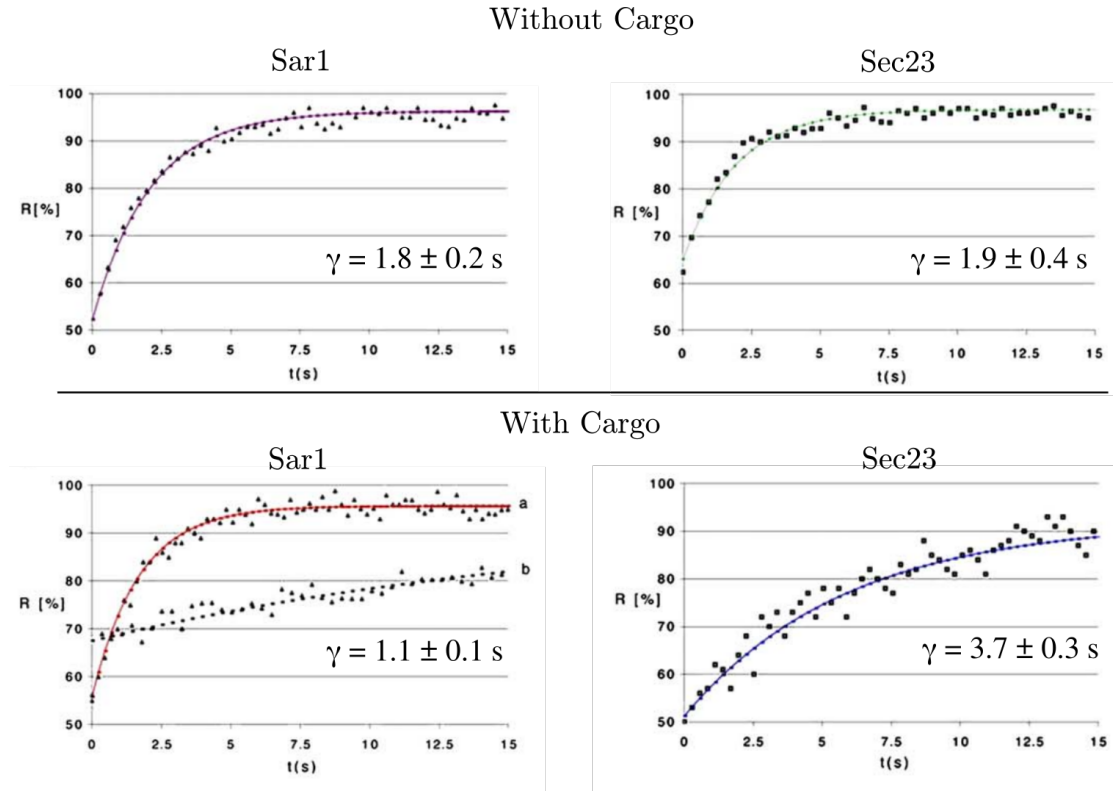 Without Cargo
Sar1
Sec23
100
90
80
70
60
50
R[%]
γ = 1.8 ± 0.2 s
0 2.5 5 7.5 10 12.5 15
t(s)
100
90
80
70
60
50
R [%]
γ = 1.9 ± 0.4 s
0 2.5 5 7.5 10 12.5 15
t(s)
With Cargo
Sar1
Sec23
100
90
80
70
60
50
R [%]
a
b
γ = 1.1 ± 0.1 s
0 2.5 5 7.5 10 12.5 15
t(s)
100
90
80
70
60
50
R [%]
γ = 3.7 ± 0.3 s
0 2.5 5 7.5 10 12.5 15
t(s)